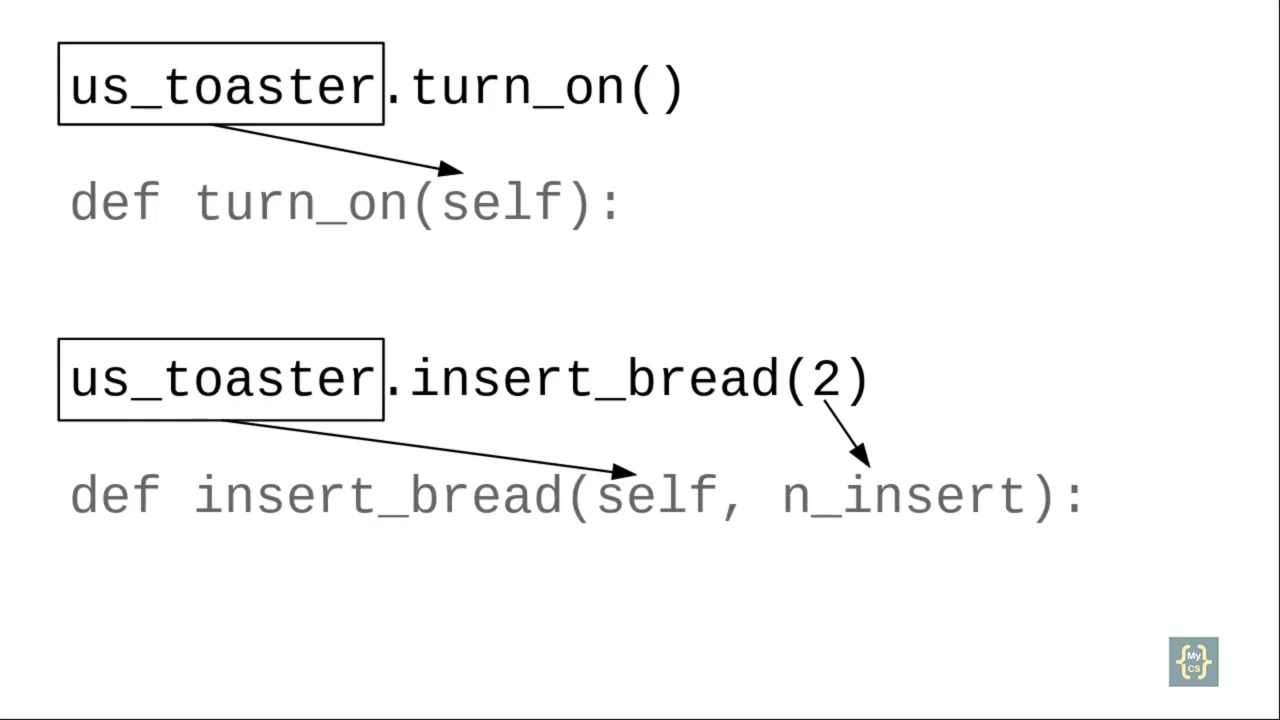 us_toaster.turn_on()
def turn_on(self):
us_toaster.insert_bread(2)
def insert_bread(self, n_insert):
{My CS}